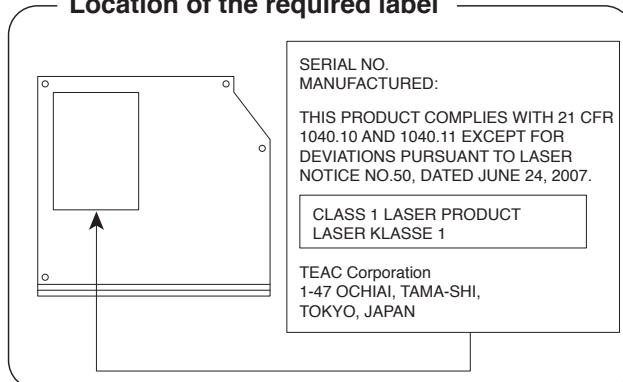 Location of the required label
SERIAL NO.
MANUFACTURED:
THIS PRODUCT COMPLIES WITH 21 CFR
1040.10 AND 1040.11 EXCEPT FOR
DEVIATIONS PURSUANT TO LASER
NOTICE NO.50, DATED JUNE 24, 2007.
CLASS 1 LASER PRODUCT
LASER KLASSE 1
TEAC Corporation
1-47 OCHIAI, TAMA-SHI,
TOKYO, JAPAN